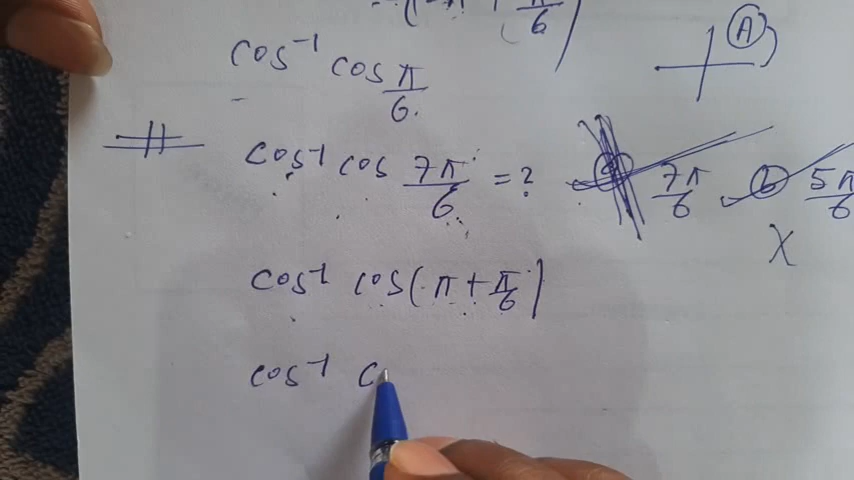 π/6)
cos⁻¹ cos π/6 Ⓐ
cos⁻¹ cos 7π/6 = ? 7π/6 ⓑ 5π/6
X
cos⁻¹ cos(π + π/6)
cos⁻¹ c